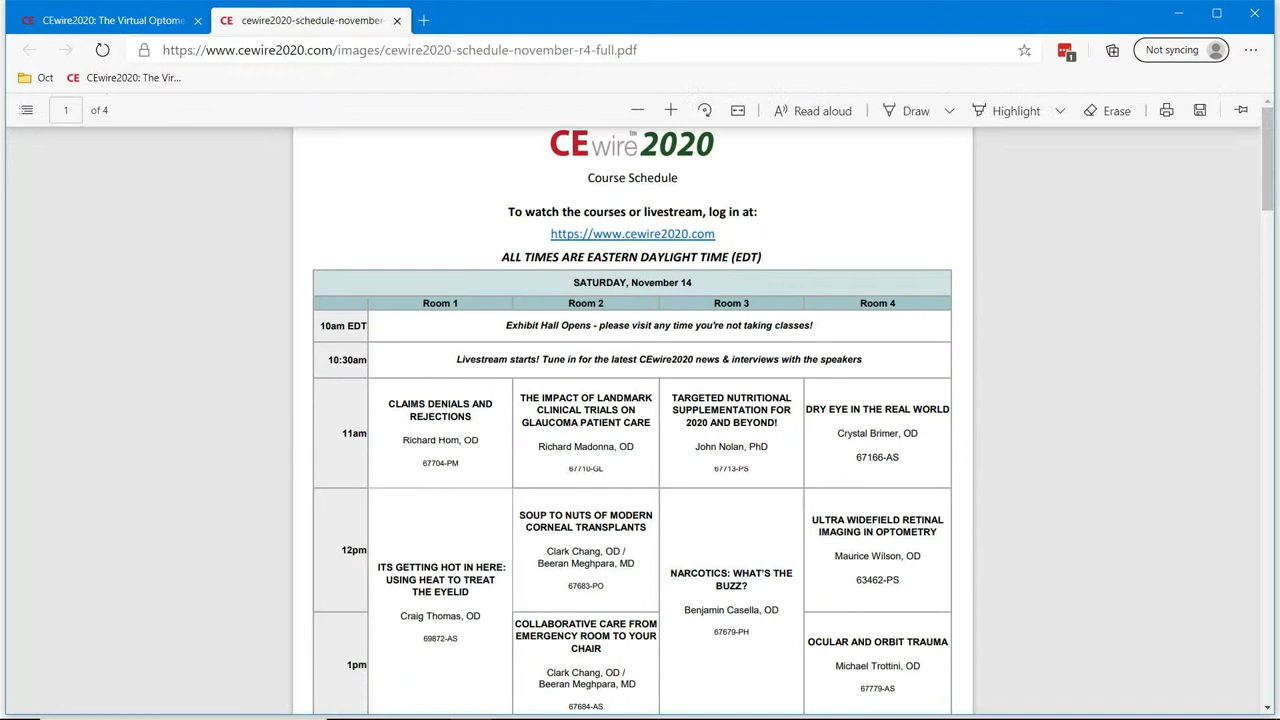 CEwire2020: The Virtual Optome
cewire2020-schedule-november-
https://www.cewire2020.com/images/cewire2020-schedule-november-r4-full.pdf
1
Not syncing
Oct
CE
CEwire2020: The Vir...
1
of 4
Read aloud
Draw
Highlight
Erase
CEwire2020
Course Schedule
To watch the courses or livestream, log in at:
https://www.cewire2020.com
ALL TIMES ARE EASTERN DAYLIGHT TIME (EDT)
SATURDAY, November 14
Room 1
Room 2
Room 3
Room 4
10am EDT
Exhibit Hall Opens - please visit any time you're not taking classes!
10:30am
Livestream starts! Tune in for the latest CEwire2020 news & interviews with the speakers
11am
CLAIMS DENIALS AND
REJECTIONS
Richard Hom, OD
67704-PM
THE IMPACT OF LANDMARK
CLINICAL TRIALS ON
GLAUCOMA PATIENT CARE
Richard Madonna, OD
67710-GL
TARGETED NUTRITIONAL
SUPPLEMENTATION FOR
2020 AND BEYOND!
John Nolan, PhD
67713-PS
DRY EYE IN THE REAL WORLD
Crystal Brimer, OD
67166-AS
12pm
ITS GETTING HOT IN HERE:
USING HEAT TO TREAT
THE EYELID
Craig Thomas, OD
69872-AS
SOUP TO NUTS OF MODERN
CORNEAL TRANSPLANTS
Clark Chang, OD /
Beeran Meghpara, MD
67683-PO
NARCOTICS: WHAT'S THE
BUZZ?
Benjamin Casella, OD
67679-PH
ULTRA WIDEFIELD RETINAL
IMAGING IN OPTOMETRY
Maurice Wilson, OD
63462-PS
1pm
COLLABORATIVE CARE FROM
EMERGENCY ROOM TO YOUR
CHAIR
Clark Chang, OD /
Beeran Meghpara, MD
67684-AS
OCULAR AND ORBIT TRAUMA
Michael Trottini, OD
67779-AS